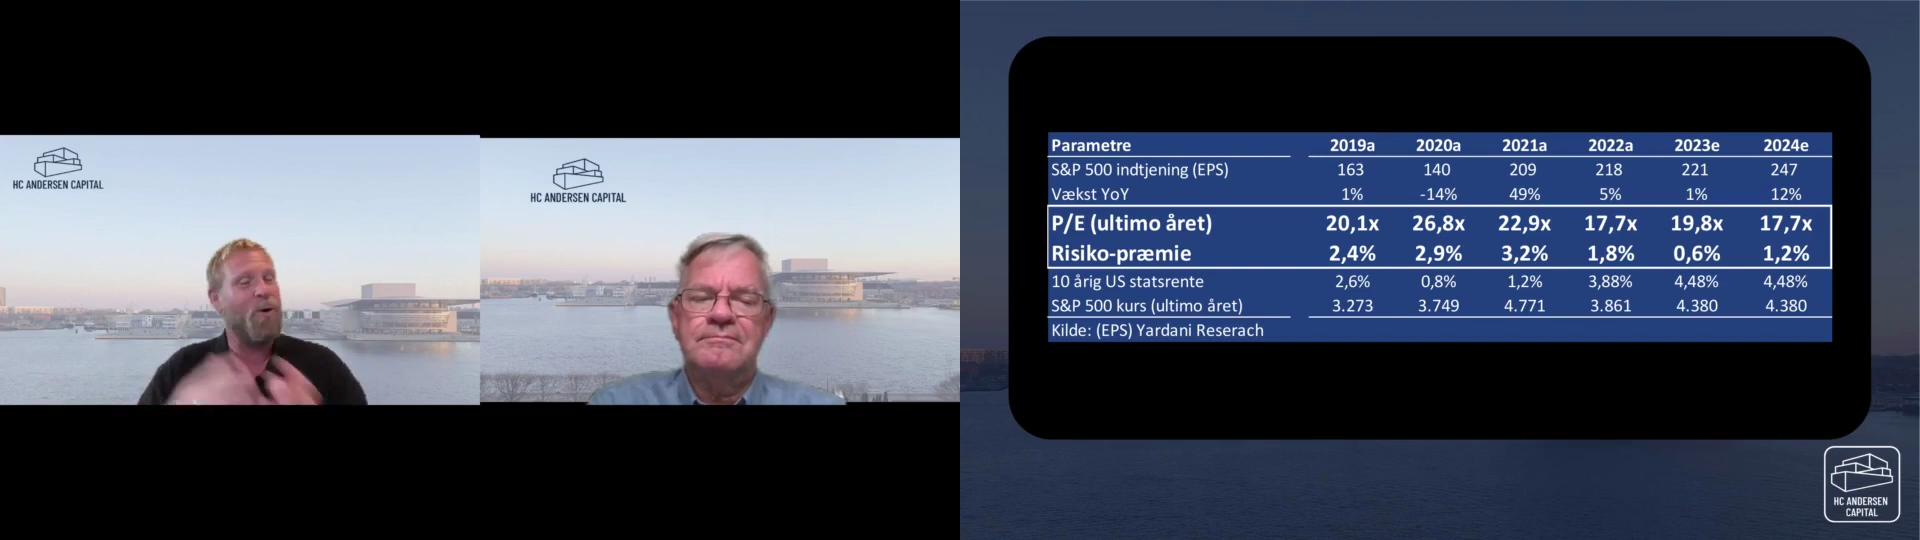 HC ANDERSEN CAPITAL
HC ANDERSEN CAPITAL
Parametre 2019a 2020a 2021a 2022a 2023e 2024e
S&P 500 indtjening (EPS) 163 140 209 218 221 247
Vækst YoY 1% -14% 49% 5% 1% 12%
P/E (ultimo året) 20,1x 26,8x 22,9x 17,7x 19,8x 17,7x
Risiko-præmie 2,4% 2,9% 3,2% 1,8% 0,6% 1,2%
10 årig US statsrente 2,6% 0,8% 1,2% 3,88% 4,48% 4,48%
S&P 500 kurs (ultimo året) 3.273 3.749 4.771 3.861 4.380 4.380
Kilde: (EPS) Yardani Reserach
HC ANDERSEN
CAPITAL